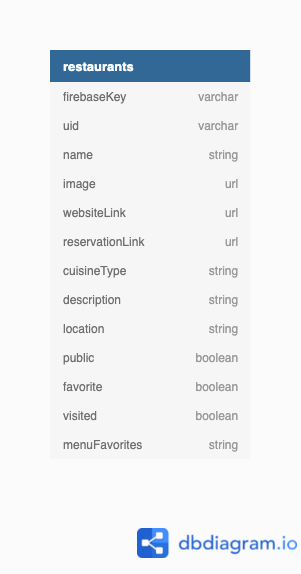 restaurants
firebaseKey varchar
uid varchar
name string
image url
websiteLink url
reservationLink url
cuisineType string
description string
location string
public boolean
favorite boolean
visited boolean
menuFavorites string
dbdiagram.io